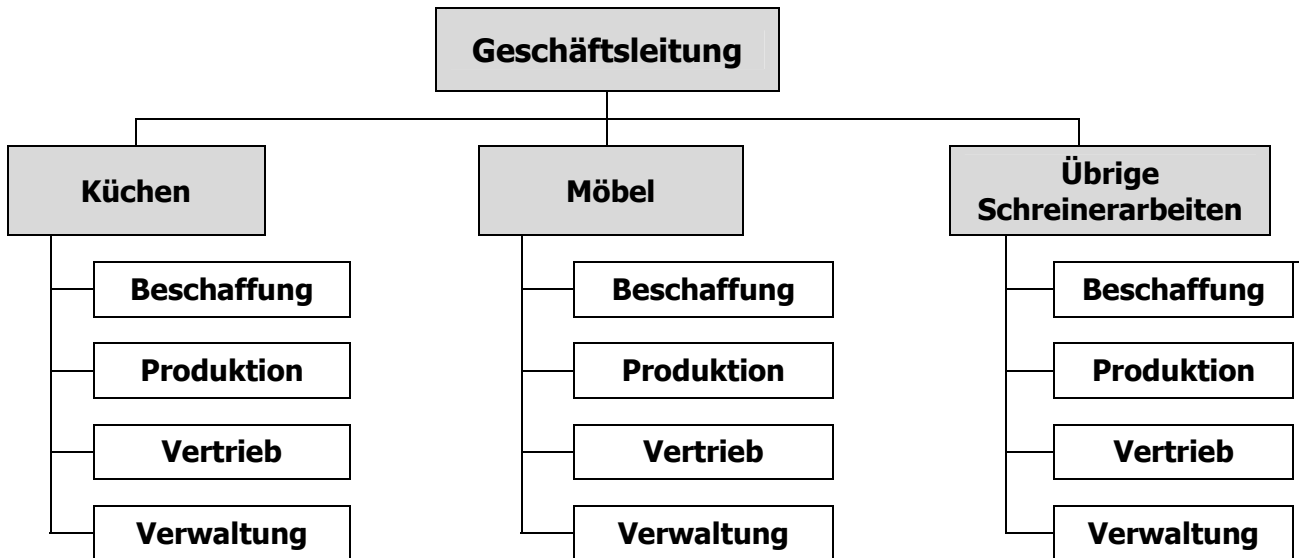 Geschäftsleitung
Küchen
Möbel
Übrige
Schreinerarbeiten
Beschaffung
Beschaffung
Beschaffung
Produktion
Produktion
Produktion
Vertrieb
Vertrieb
Vertrieb
Verwaltung
Verwaltung
Verwaltung